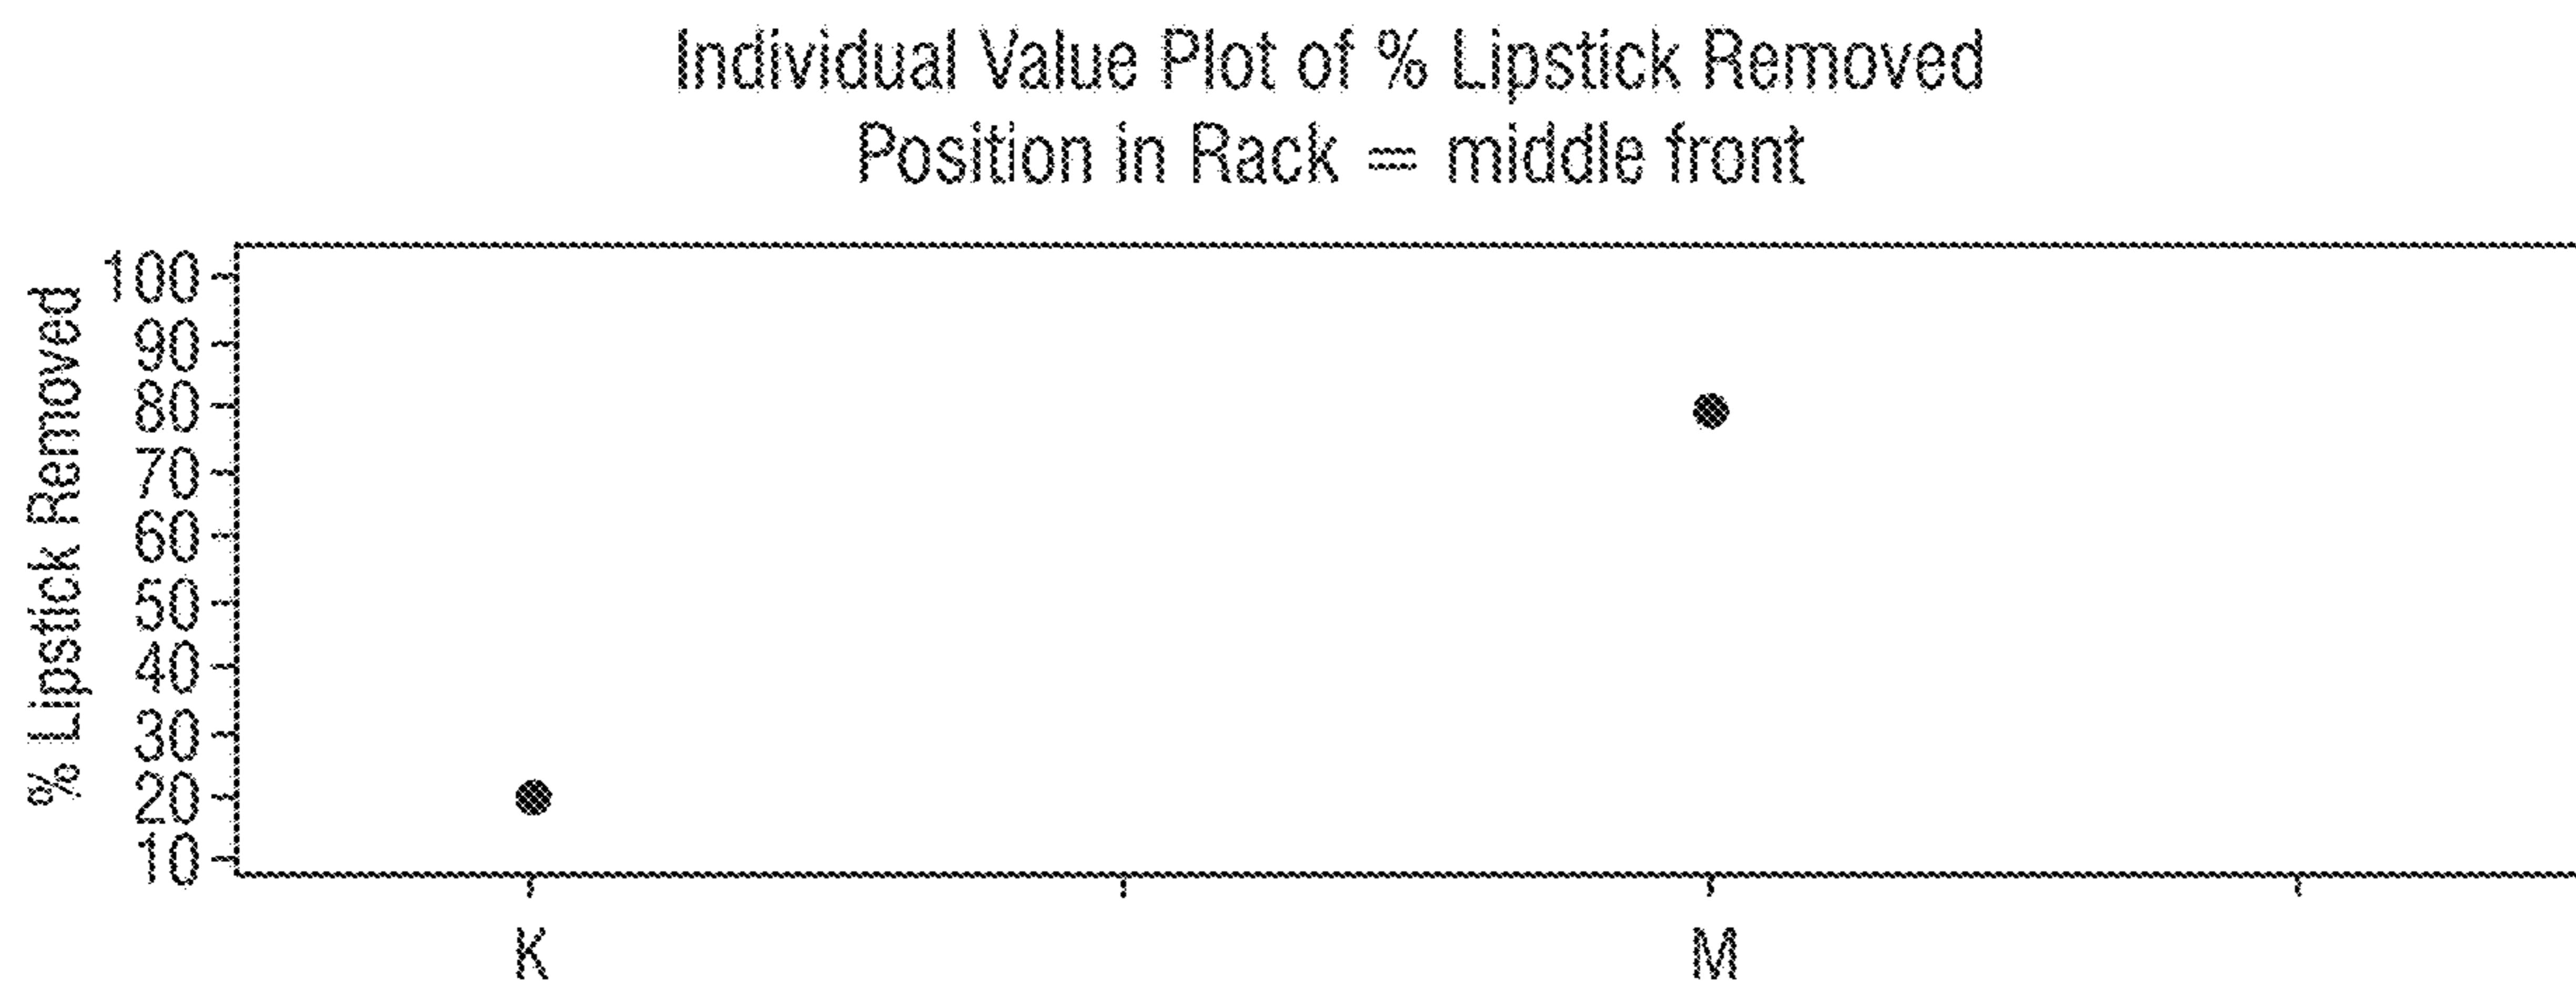 Individual Value Plot of % Lipstick Removed
Position in Rack = middle front
% Lipstick Removed
100
90
80
70
60
50
40
30
20
10
K
M